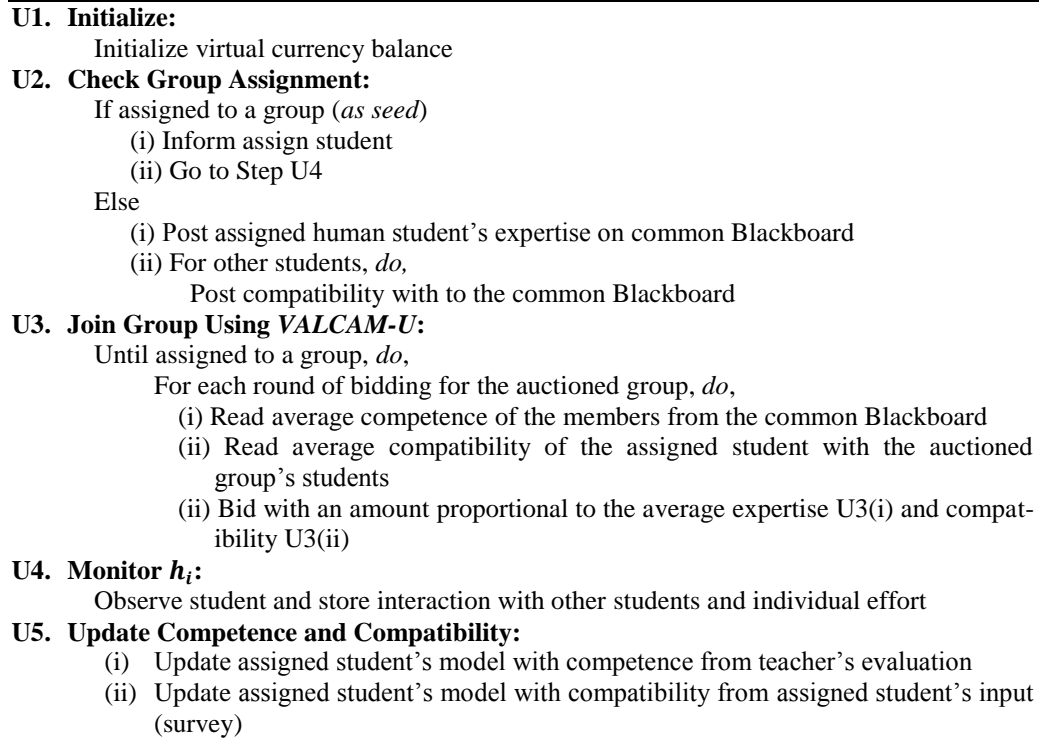 U1. Initialize:
Initialize virtual currency balance
U2. Check Group Assignment:
If assigned to a group (as seed)
(i) Inform assign student
(ii) Go to Step U4
Else
(i) Post assigned human student's expertise on common Blackboard
(ii) For other students, do,
Post compatibility with to the common Blackboard
U3. Join Group Using VALCAM-U:
Until assigned to a group, do,
For each round of bidding for the auctioned group, do,
(i) Read average competence of the members from the common Blackboard
(ii) Read average compatibility of the assigned student with the auctioned
group's students
(ii) Bid with an amount proportional to the average expertise U3(i) and compat-
ibility U3(ii)
U4. Monitor h_i:
Observe student and store interaction with other students and individual effort
U5. Update Competence and Compatibility:
(i) Update assigned student's model with competence from teacher's evaluation
(ii) Update assigned student's model with compatibility from assigned student's input
(survey)